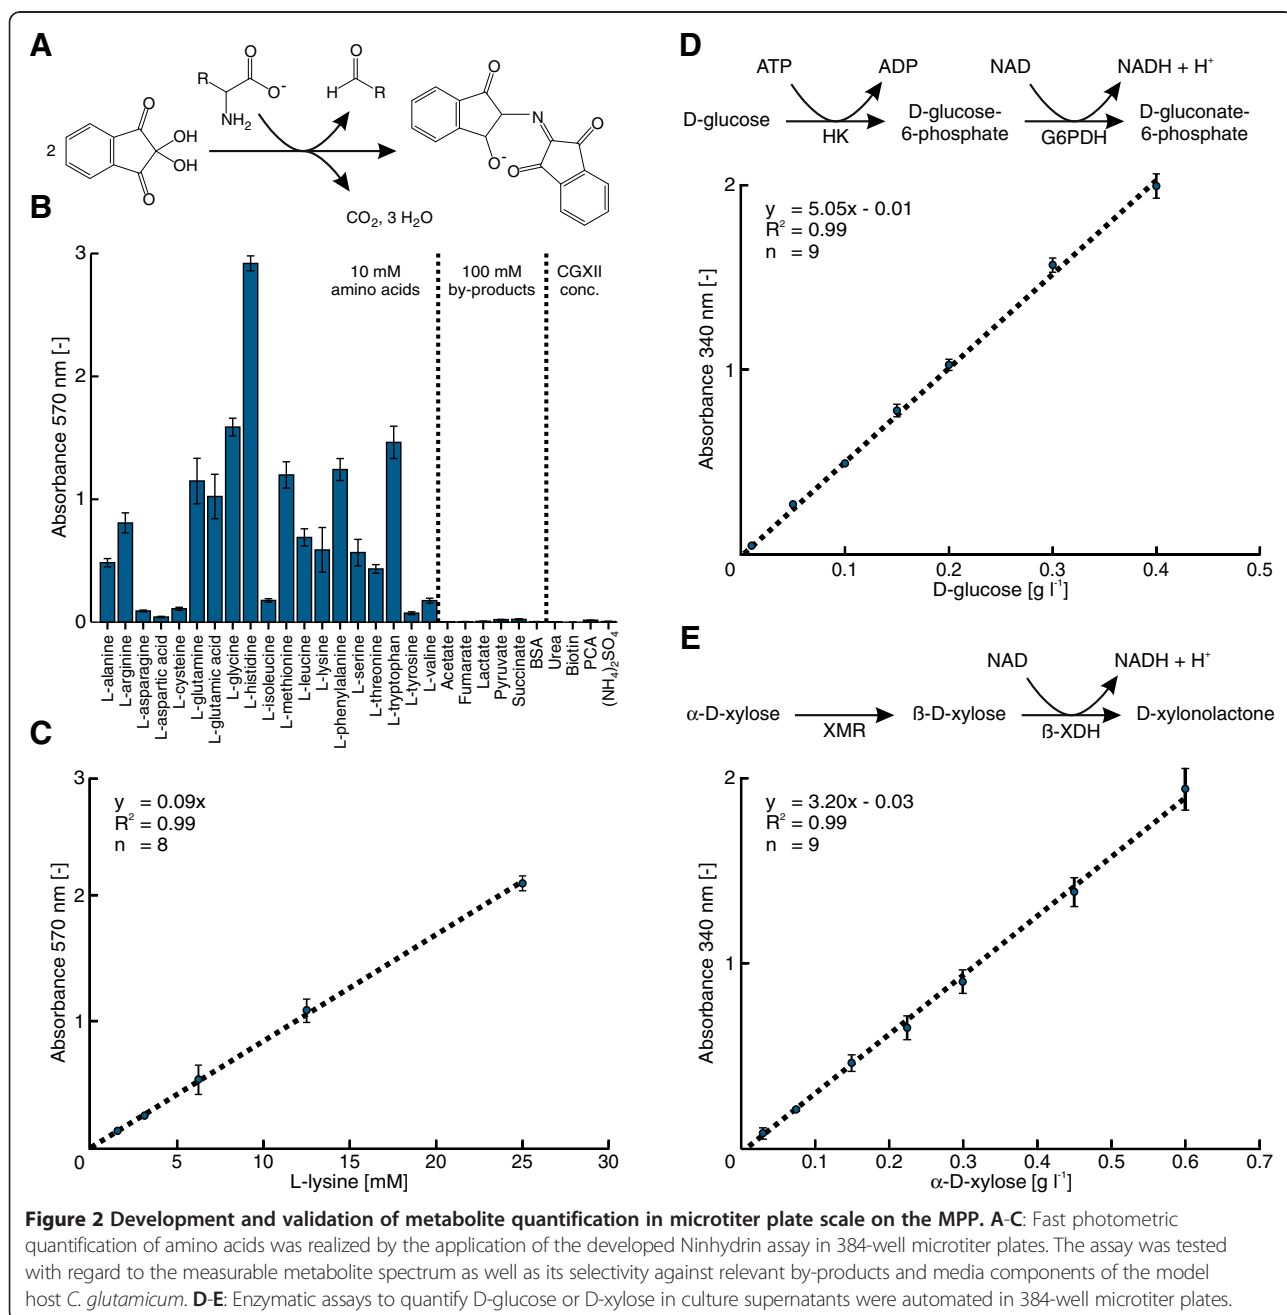 A
O
R
O⁻
NH₂
O
H
R
2
O
OH
OH
O
CO₂, 3 H₂O
O
N
O
O⁻
O
B
Absorbance 570 nm [-]
3
2
1
0
10 mM
amino acids
100 mM
by-products
CGXII
conc.
L-alanine
L-arginine
L-asparagine
L-aspartic acid
L-cysteine
L-glutamine
L-glutamic acid
L-glycine
L-histidine
L-isoleucine
L-methionine
L-leucine
L-lysine
L-phenylalanine
L-serine
L-threonine
L-tryptophan
L-tyrosine
L-valine
Acetate
Fumarate
Lactate
Pyruvate
Succinate
BSA
Urea
Biotin
PCA
(NH₄)₂SO₄
C
Absorbance 570 nm [-]
3
2
1
y = 0.09x
R² = 0.99
n = 8
0 5 10 15 20 25 30
L-lysine [mM]
D
ATP ADP NAD NADH + H⁺
D-glucose HK D-glucose-
6-phosphate G6PDH D-gluconate-
6-phosphate
Absorbance 340 nm [-]
2
1
y = 5.05x - 0.01
R² = 0.99
n = 9
0 0.1 0.2 0.3 0.4 0.5
D-glucose [g l⁻¹]
E
NAD NADH + H⁺
α-D-xylose XMR ß-D-xylose ß-XDH D-xylonolactone
Absorbance 340 nm [-]
2
1
y = 3.20x - 0.03
R² = 0.99
n = 9
0 0.1 0.2 0.3 0.4 0.5 0.6 0.7
α-D-xylose [g l⁻¹]
Figure 2 Development and validation of metabolite quantification in microtiter plate scale on the MPP. A-C: Fast photometric
quantification of amino acids was realized by the application of the developed Ninhydrin assay in 384-well microtiter plates. The assay was tested
with regard to the measurable metabolite spectrum as well as its selectivity against relevant by-products and media components of the model
host C. glutamicum. D-E: Enzymatic assays to quantify D-glucose or D-xylose in culture supernatants were automated in 384-well microtiter plates.